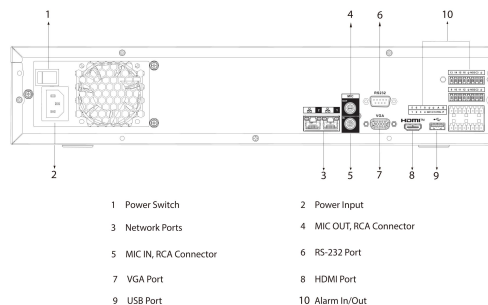 1
4
6
10
MIC
RS232
VGA
HDMI
2
3
5
7
8
9
1 Power Switch
2 Power Input
3 Network Ports
4 MIC OUT, RCA Connector
5 MIC IN, RCA Connector
6 RS-232 Port
7 VGA Port
8 HDMI Port
9 USB Port
10 Alarm In/Out